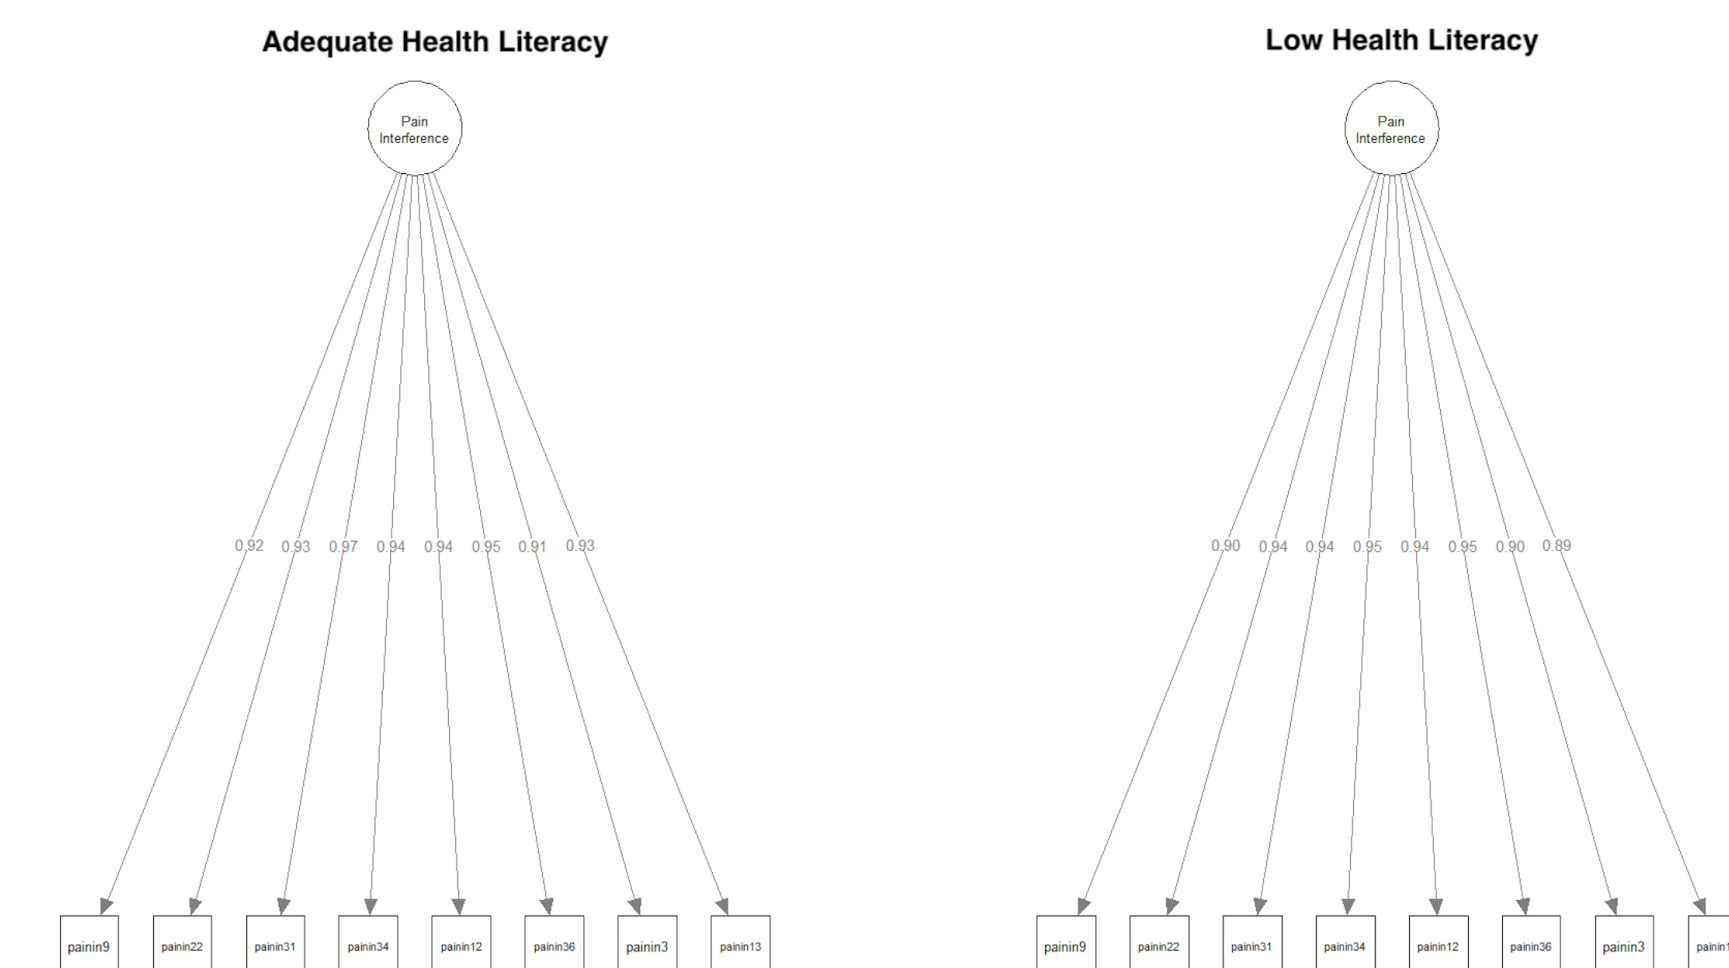 Adequate Health Literacy
Low Health Literacy
Pain
Interference
Pain
Interference
0.92 0.93 0.97 0.94 0.94 0.95 0.91 0.93
0.90 0.94 0.94 0.95 0.94 0.95 0.90 0.89
painin9 painin22 painin31 painin34 painin12 painin36 painin3 painin13
painin9 painin22 painin31 painin34 painin12 painin36 painin3 painin1